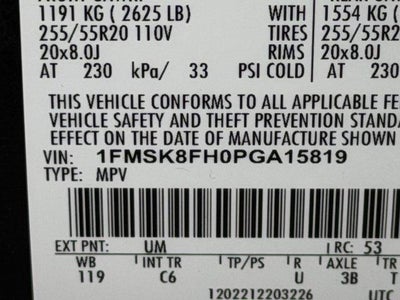 1191 KG ( 2625 LB) WITH 1554 KG (
255/55R20 110V TIRES 255/55R2
20x8.0J RIMS 20x8.0J
AT 230 kPa/ 33 PSI COLD AT 230
THIS VEHICLE CONFORMS TO ALL APPLICABLE FE
VEHICLE SAFETY AND THEFT PREVENTION STANDA
EFFECT ON THE DATE OF MANUFACTURE SHOWN
VIN: 1FMSK8FH0PGA15819
TYPE: MPV
EXT PNT: UM RC: 53
WB INT TR TP/PS R AXLE TR
119 C6 U 3B T
1202212203226 UTC